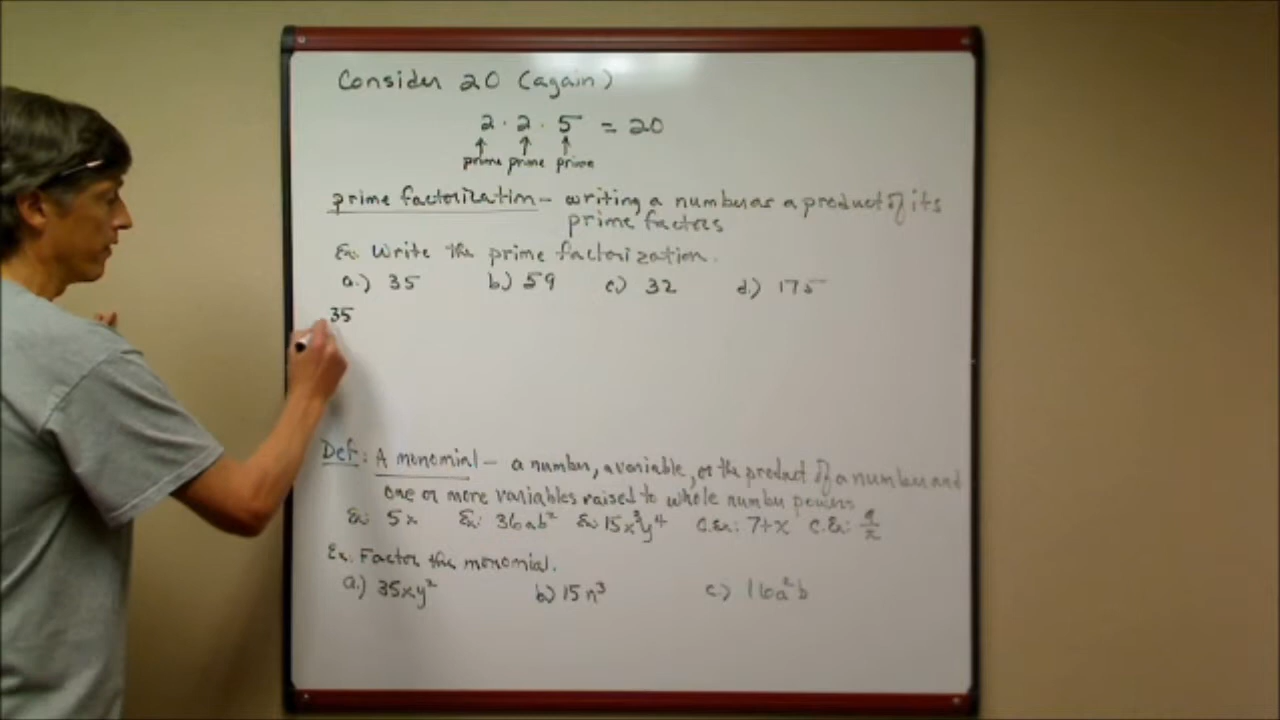 Consider 20 (again)
2 · 2 · 5 = 20
↑ ↑ ↑
prime prime prime
prime factorization – writing a number as a product of its
prime factors
Ex. Write the prime factorization.
a.) 35 b.) 59 c.) 32 d.) 175
35
Def: A monomial – a number, a variable, or the product of a number and
one or more variables raised to whole number powers
Ex: 5x Ex: 36ab² Ex: 15x³y⁴ C.Ex: 7+x C.Ex: 9/x
Ex. Factor the monomial.
a.) 35xy² b.) 15n³ c.) 16a²b